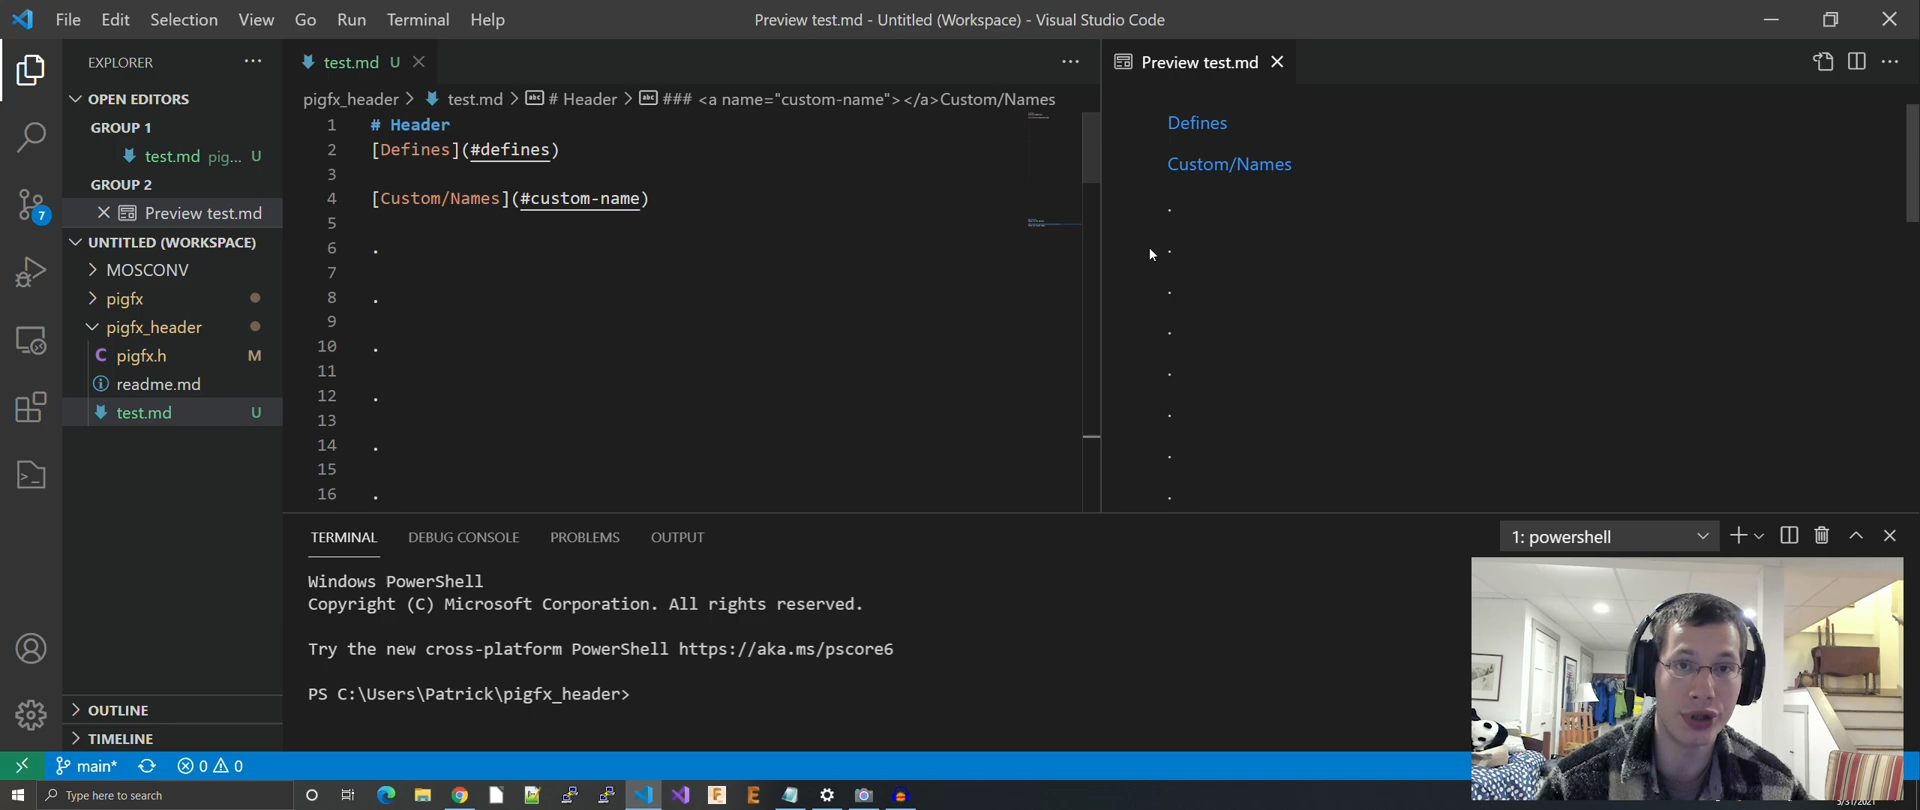 File Edit Selection View Go Run Terminal Help
Preview test.md - Untitled (Workspace) - Visual Studio Code
EXPLORER
OPEN EDITORS
GROUP 1
test.md pig... U
GROUP 2
Preview test.md
UNTITLED (WORKSPACE)
MOSCONV
pigfx
pigfx_header
C pigfx.h M
readme.md
test.md U
OUTLINE
TIMELINE
7
test.md U
pigfx_header > test.md > # Header > ### <a name="custom-name"></a>Custom/Names
1 # Header
2 [Defines](#defines)
3
4 [Custom/Names](#custom-name)
5
6 .
7
8 .
9
10 .
11
12 .
13
14 .
15
16 .
Preview test.md
Defines
Custom/Names
.
.
.
.
.
.
.
.
TERMINAL DEBUG CONSOLE PROBLEMS OUTPUT
1: powershell
Windows PowerShell
Copyright (C) Microsoft Corporation. All rights reserved.
Try the new cross-platform PowerShell https://aka.ms/pscore6
PS C:\Users\Patrick\pigfx_header>
main* 0 0
Type here to search
3/31/2021